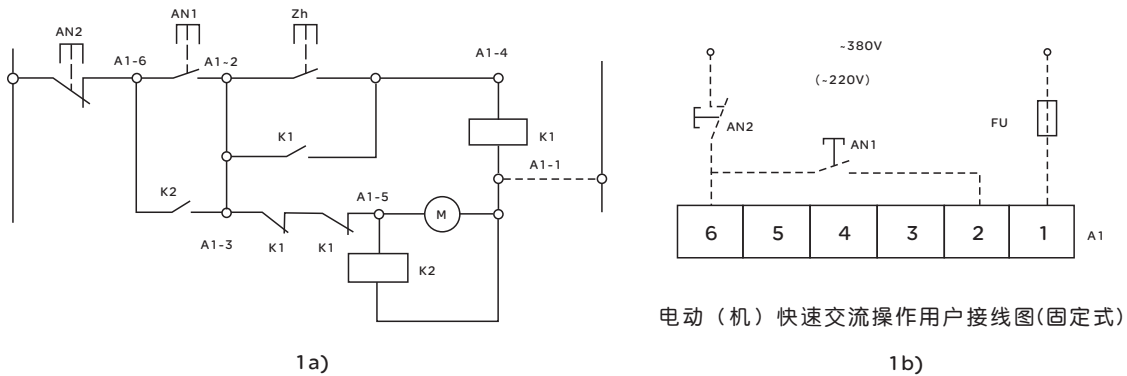 AN2
AN1
Zh
A1-6
A1~2
A1-4
K1
K1
A1-1
K2
A1-5
M
A1-3
K1
K1
K2
1a)
~380V
(~220V)
AN2
AN1
FU
6 5 4 3 2 1 A1
电动（机）快速交流操作用户接线图(固定式)
1b)